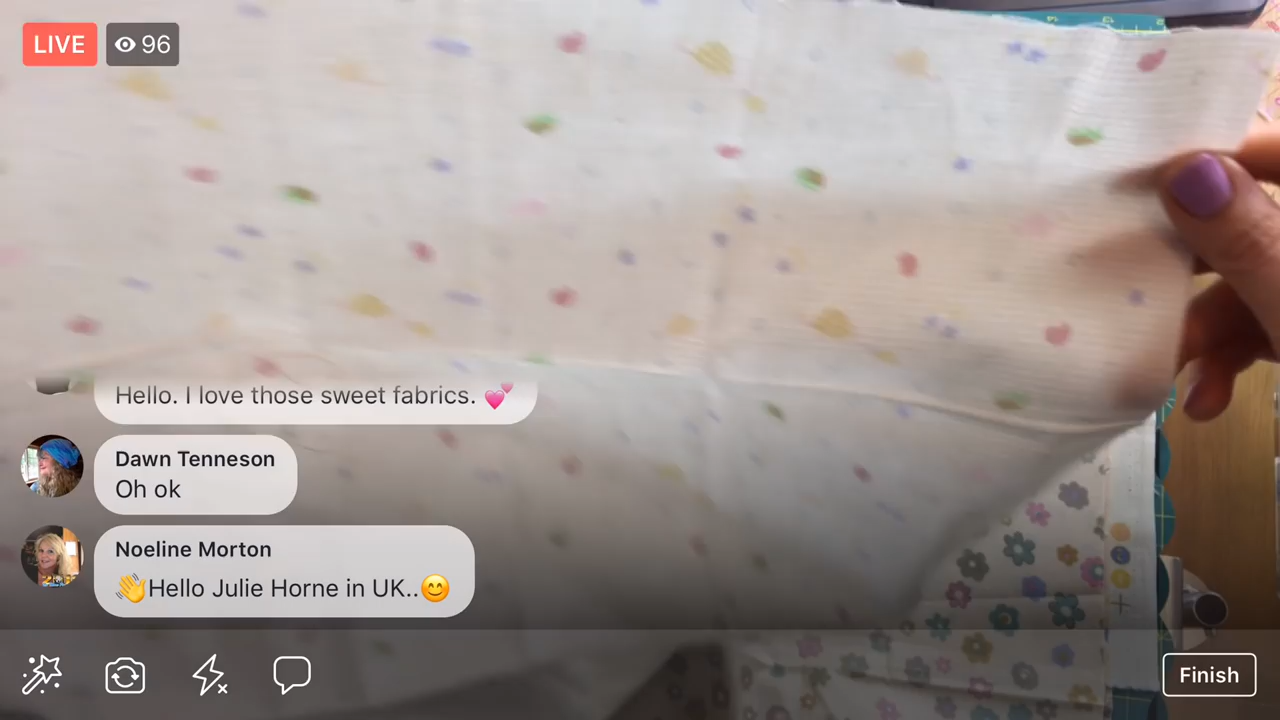 LIVE
96
Hello. I love those sweet fabrics. 💕
Dawn Tenneson
Oh ok
Noeline Morton
👋Hello Julie Horne in UK..😊
Finish